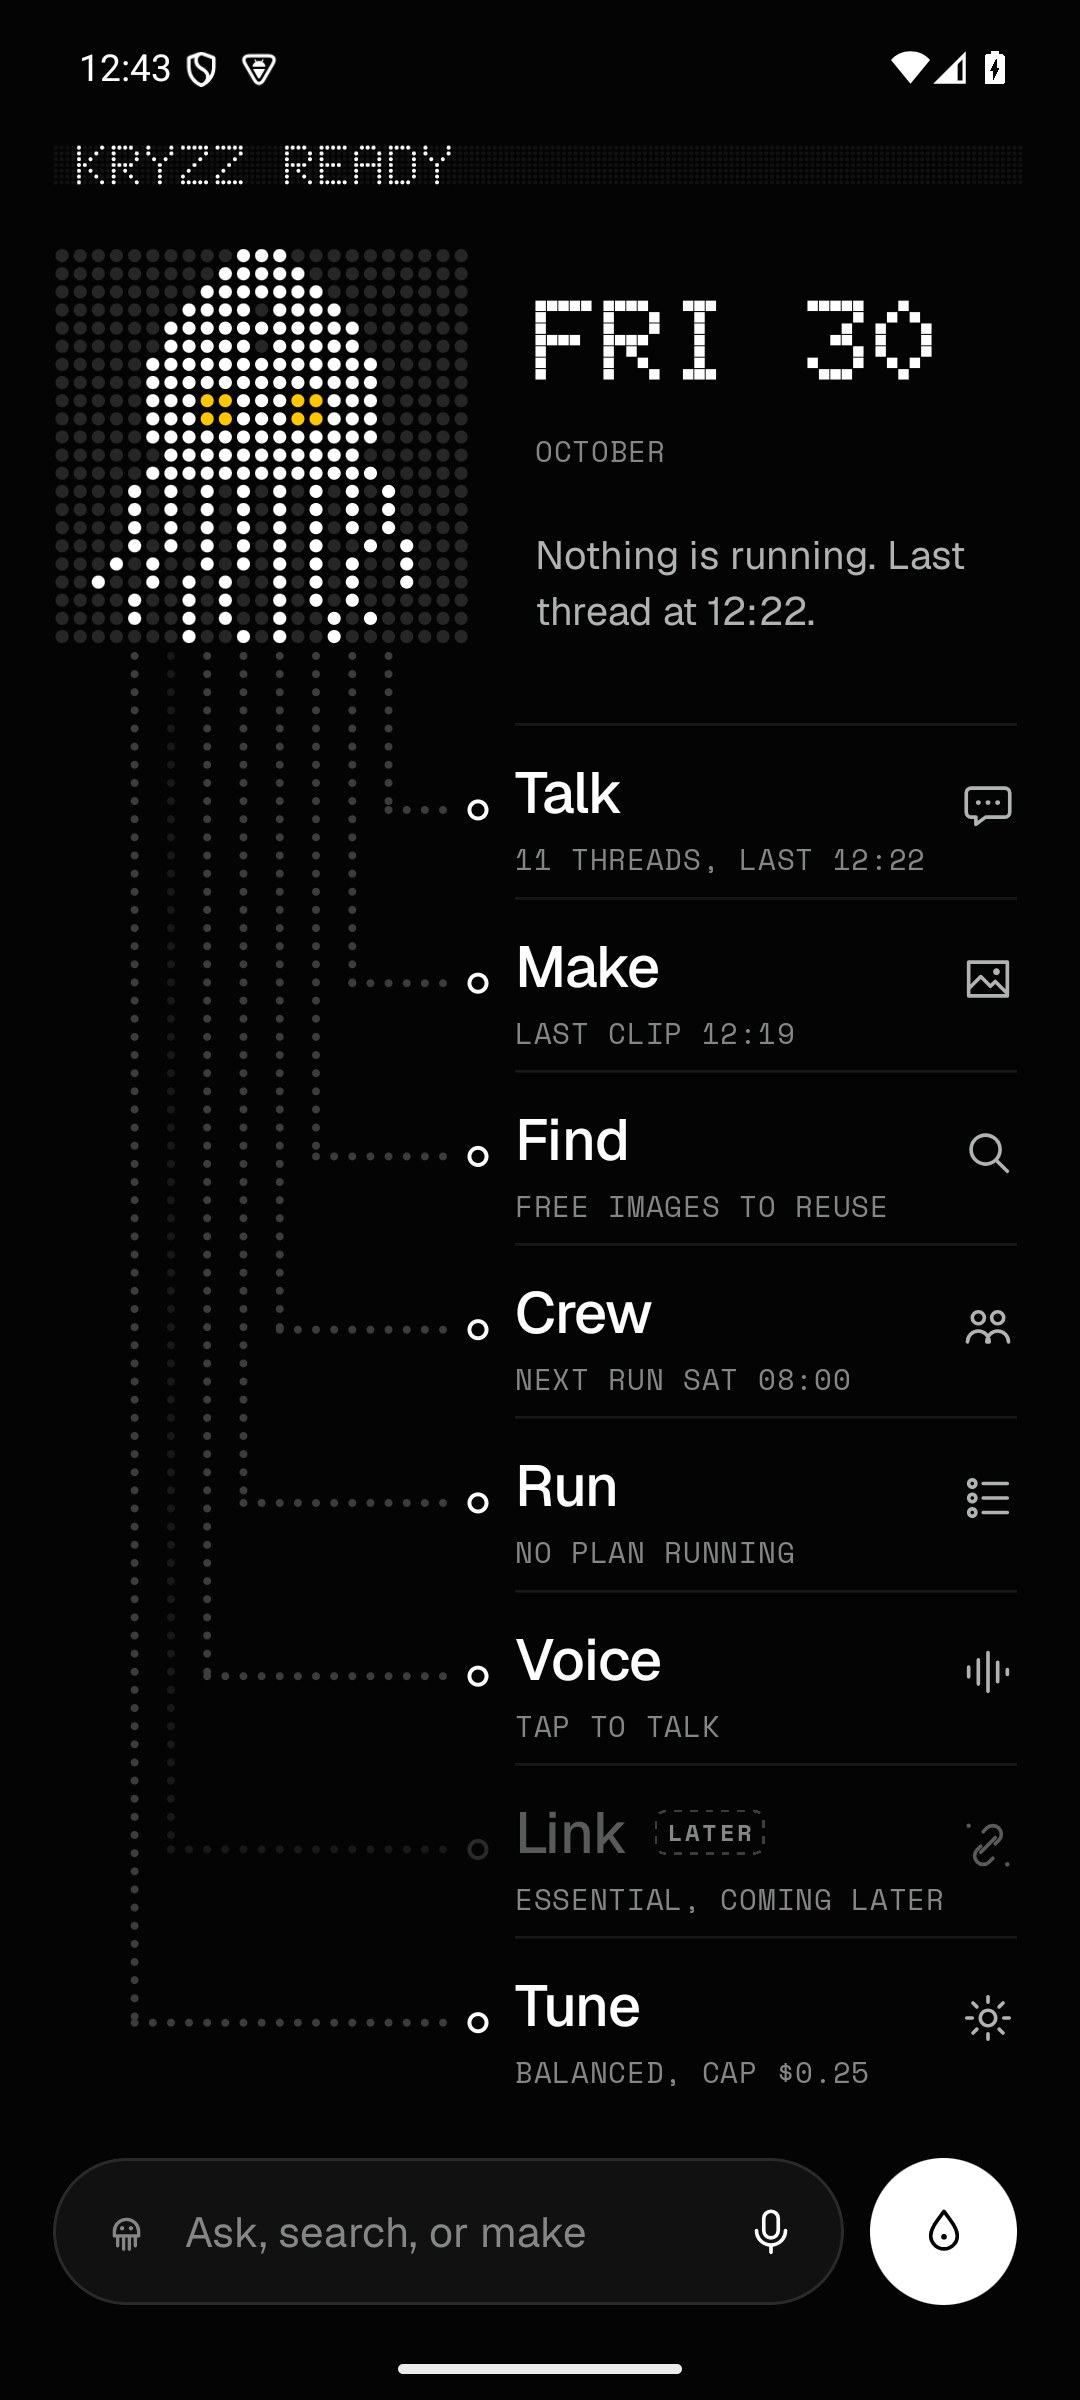 12:43
KRYZZ READY
FRI 30
OCTOBER
Nothing is running. Last
thread at 12:22.
Talk
11 THREADS, LAST 12:22
Make
LAST CLIP 12:19
Find
FREE IMAGES TO REUSE
Crew
NEXT RUN SAT 08:00
Run
NO PLAN RUNNING
Voice
TAP TO TALK
Link LATER
ESSENTIAL, COMING LATER
Tune
BALANCED, CAP $0.25
Ask, search, or make